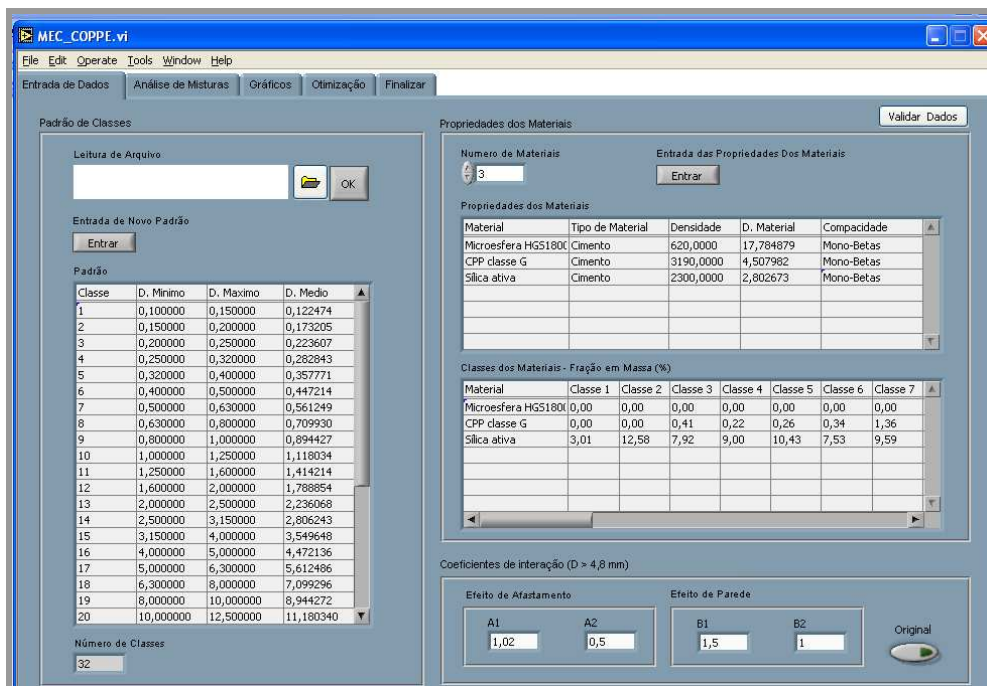 MEC_COPPE.vi
File Edit Operate Tools Window Help
Entrada de Dados Análise de Misturas Gráficos Otimização Finalizar
Padrão de Classes
Leitura de Arquivo
OK
Entrada de Novo Padrão
Entrar
Padrão
Classe D. Minimo D. Maximo D. Medio
1 0,100000 0,150000 0,122474
2 0,150000 0,200000 0,173205
3 0,200000 0,250000 0,223607
4 0,250000 0,320000 0,282843
5 0,320000 0,400000 0,357771
6 0,400000 0,500000 0,447214
7 0,500000 0,630000 0,561249
8 0,630000 0,800000 0,709930
9 0,800000 1,000000 0,894427
10 1,000000 1,250000 1,118034
11 1,250000 1,600000 1,414214
12 1,600000 2,000000 1,788854
13 2,000000 2,500000 2,236068
14 2,500000 3,150000 2,806243
15 3,150000 4,000000 3,549648
16 4,000000 5,000000 4,472136
17 5,000000 6,300000 5,612486
18 6,300000 8,000000 7,099296
19 8,000000 10,000000 8,944272
20 10,000000 12,500000 11,180340
Número de Classes
32
Propriedades dos Materiais
Validar Dados
Numero de Materiais Entrada das Propriedades Dos Materiais
3 Entrar
Propriedades dos Materiais
Material Tipo de Material Densidade D. Material Compacidade
Microesfera HGS1800 Cimento 620,0000 17,784879 Mono-Betas
CPP classe G Cimento 3190,0000 4,507982 Mono-Betas
Sílica ativa Cimento 2300,0000 2,802673 Mono-Betas
Classes dos Materiais - Fração em Massa (%)
Material Classe 1 Classe 2 Classe 3 Classe 4 Classe 5 Classe 6 Classe 7
Microesfera HGS1800 0,00 0,00 0,00 0,00 0,00 0,00 0,00
CPP classe G 0,00 0,00 0,41 0,22 0,26 0,34 1,36
Sílica ativa 3,01 12,58 7,92 9,00 10,43 7,53 9,59
Coeficientes de interação (D > 4,8 mm)
Efeito de Afastamento Efeito de Parede
A1 A2 B1 B2 Original
1,02 0,5 1,5 1